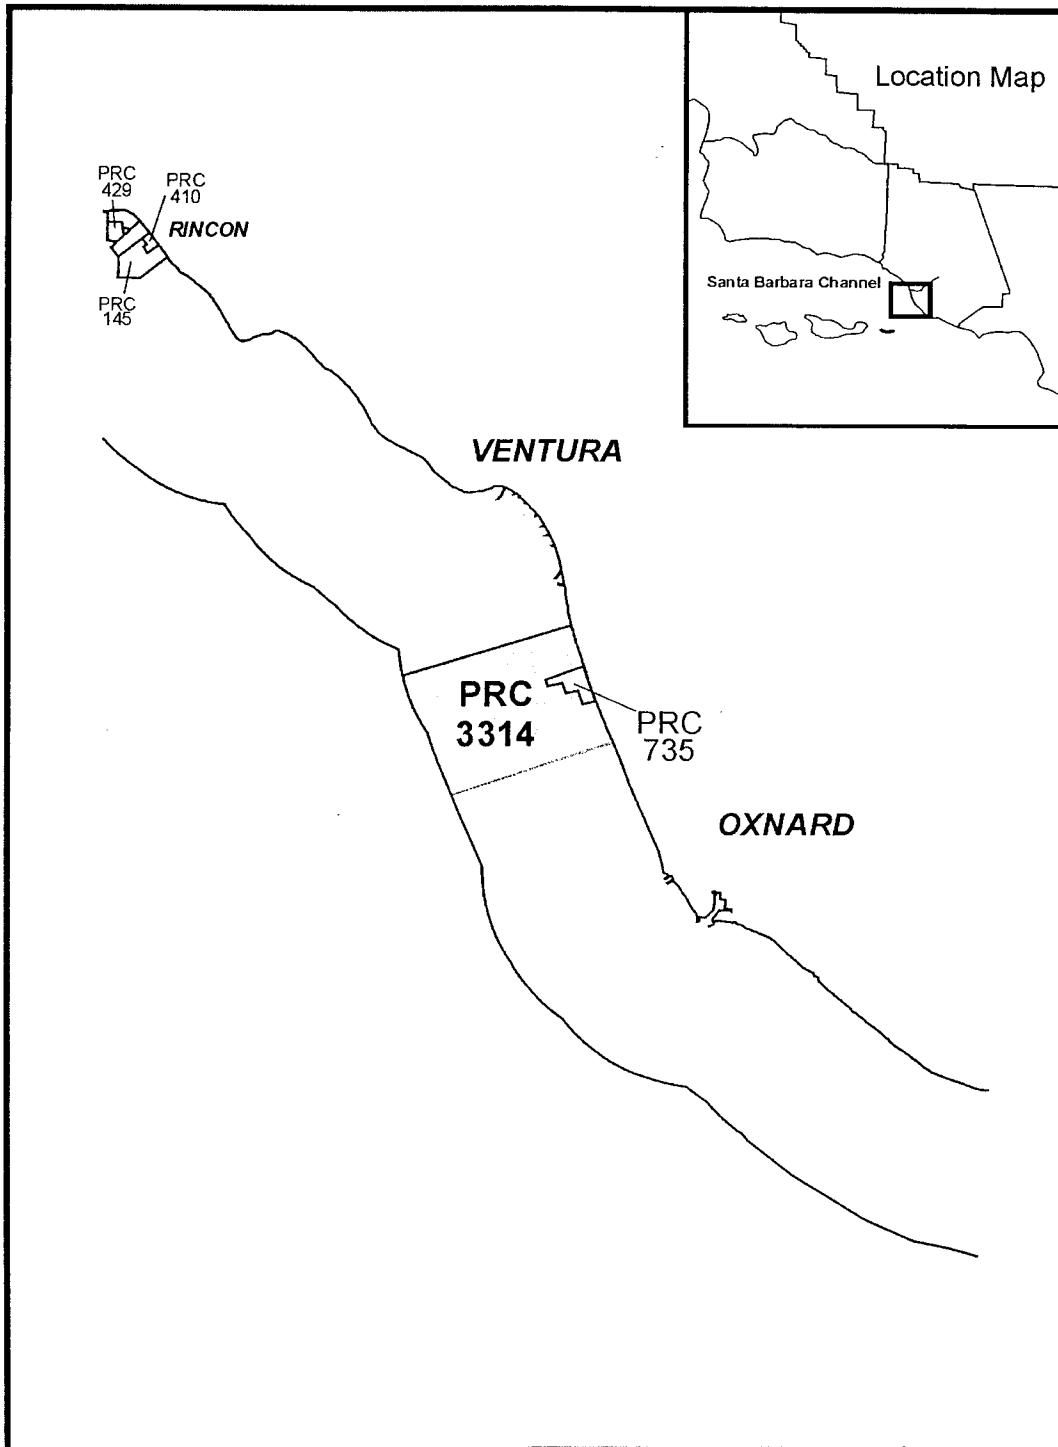 Location Map
PRC
429
PRC
410
RINCON
PRC
145
Santa Barbara Channel
VENTURA
PRC
3314
PRC
735
OXNARD